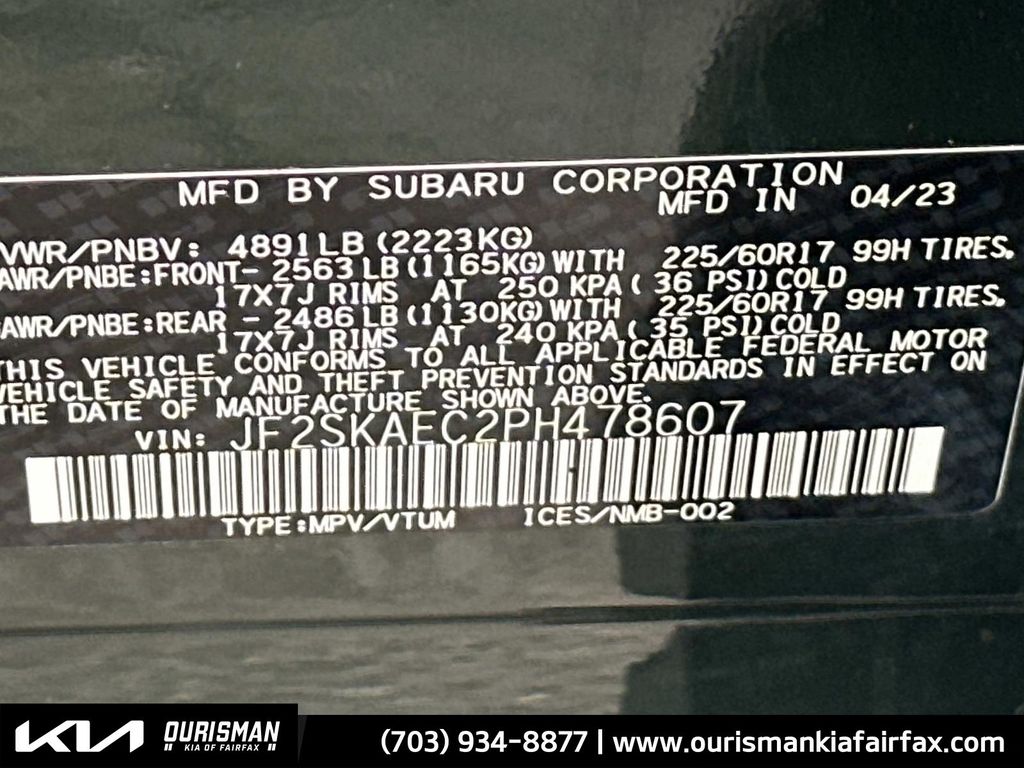 MFD BY SUBARU CORPORATION
MFD IN 04/23
VWR/PNBV: 4891LB (2223KG)
AWR/PNBE:FRONT- 2563LB (1165KG)WITH 225/60R17 99H TIRES.
17X7J RIMS AT 250 KPA ( 36 PSI)COLD
AWR/PNBE:REAR - 2486LB (1130KG)WITH 225/60R17 99H TIRES.
17X7J RIMS AT 240 KPA ( 35 PSI)COLD
THIS VEHICLE CONFORMS TO ALL APPLICABLE FEDERAL MOTOR
VEHICLE SAFETY AND THEFT PREVENTION STANDARDS IN EFFECT ON
THE DATE OF MANUFACTURE SHOWN ABOVE.
VIN: JF2SKAEC2PH478607
TYPE:MPV/VTUM ICES/NMB-002
KIA OURISMAN
KIA OF FAIRFAX
(703) 934-8877 | www.ourismankiafairfax.com